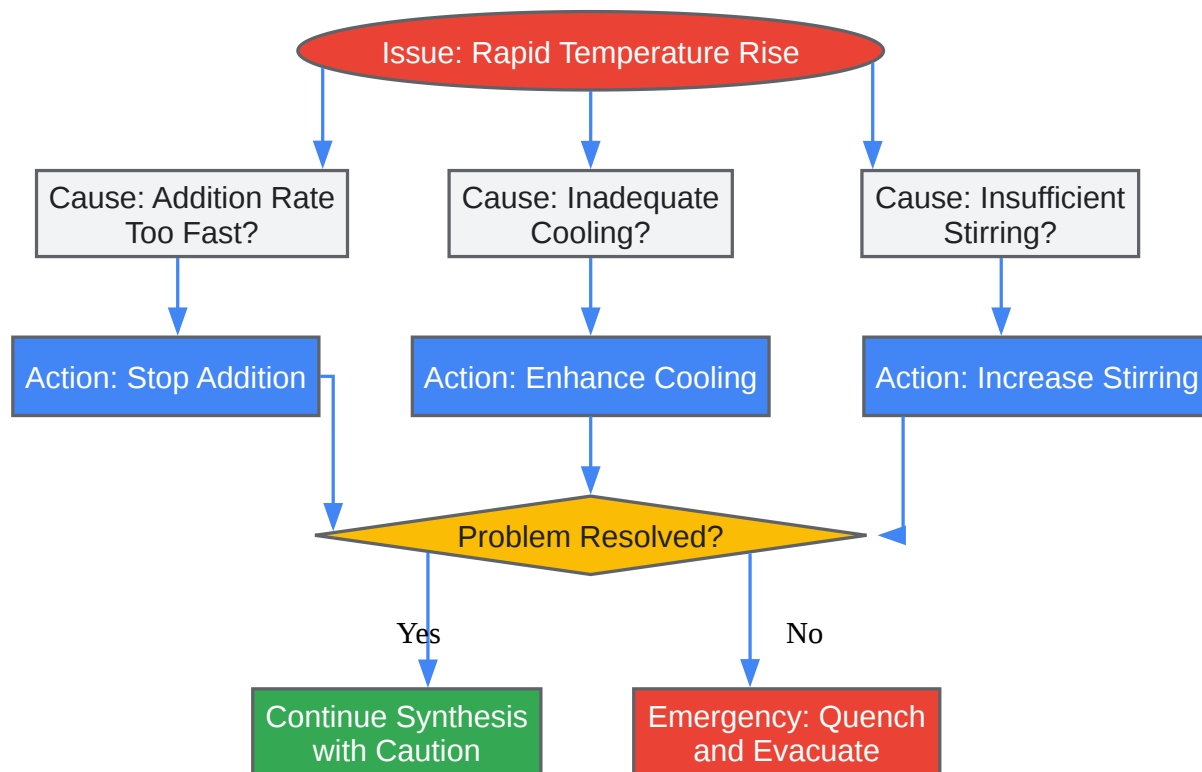 Issue: Rapid Temperature Rise
Cause: Addition Rate
Too Fast?
Cause: Inadequate
Cooling?
Cause: Insufficient
Stirring?
Action: Stop Addition
Action: Enhance Cooling
Action: Increase Stirring
Problem Resolved?
Yes
No
Continue Synthesis
with Caution
Emergency: Quench
and Evacuate